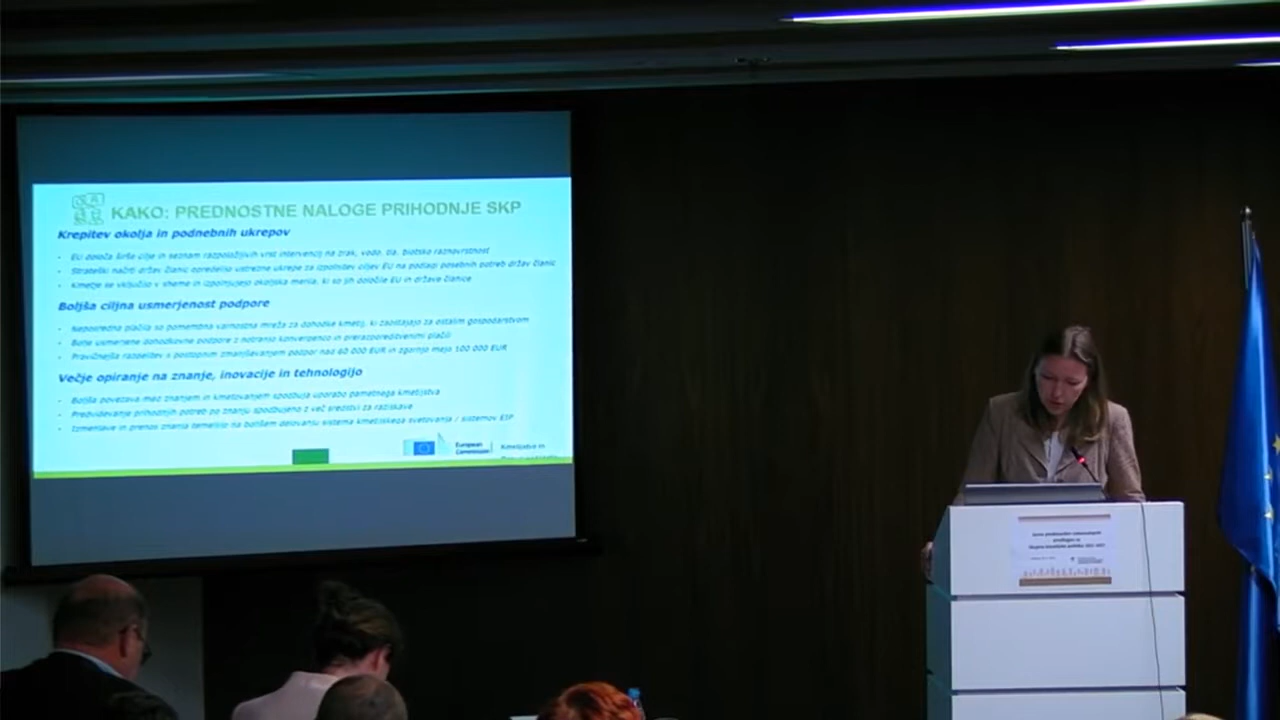 KAKO: PREDNOSTNE NALOGE PRIHODNJE SKP
Krepitev okolja in podnebnih ukrepov
EU določa širše cilje in seznam razpoložljivih vrst intervencij na zrak, vodo, tla, biotsko raznovrstnost
Strateški načrti držav članic opredelijo ustrezne ukrepe za izpolnitev ciljev EU na podlagi posebnih potreb držav članic
Kmetje se vključijo v sheme in izpolnjujejo okoljska merila, ki so jih določile EU in države članice
Boljša ciljna usmerjenost podpore
Neposredna plačila so pomembna varnostna mreža za dohodke kmetij, ki zaostajajo za ostalim gospodarstvom
Bolje usmerjene dohodkovne podpore z notranjo konvergenco in prerazporeditvenimi plačili
Pravičnejša razdelitev s postopnim zmanjševanjem podpor nad 60 000 EUR in zgornjo mejo 100 000 EUR
Večje opiranje na znanje, inovacije in tehnologijo
Boljša povezava med znanjem in kmetovanjem spodbuja uporabo pametnega kmetijstva
Predvidevanje prihodnjih potreb po znanju spodbujeno z več sredstvi za raziskave
Izmenjave in prenos znanja temeljijo na boljšem delovanju sistema kmetijskega svetovanja / sistemov EIP
European
Commission
Kmetijstvo in